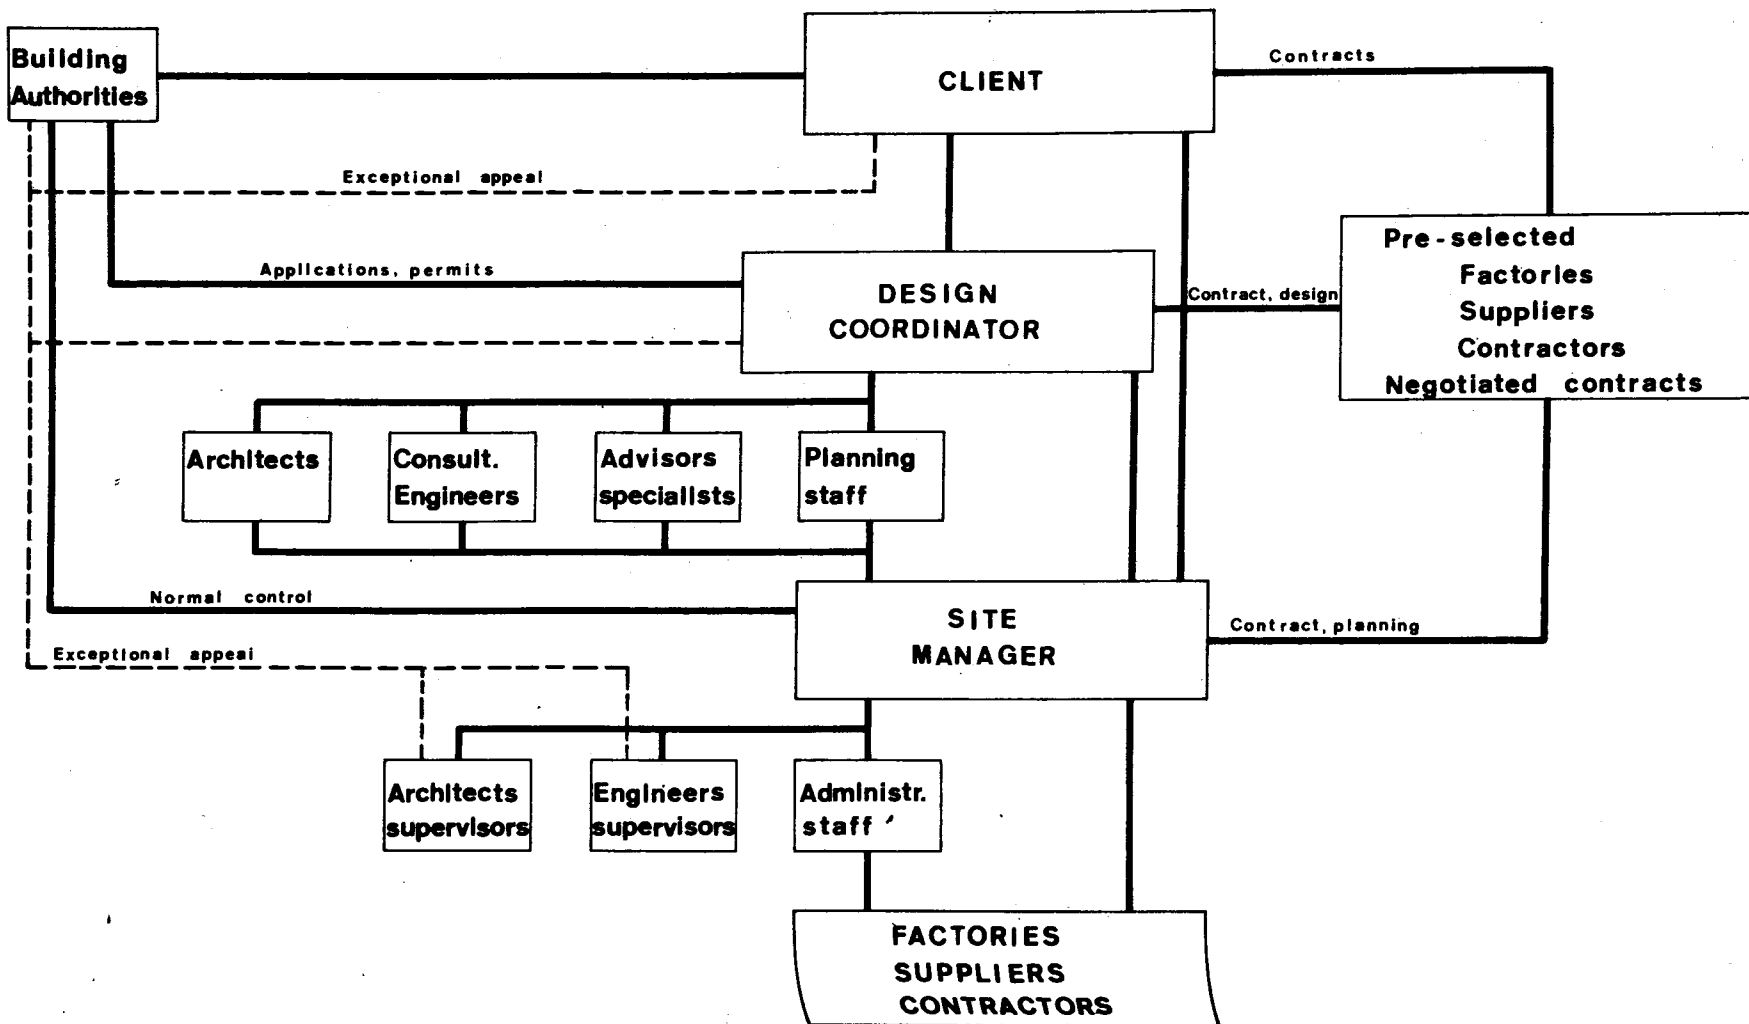 Building
Authorities
CLIENT
Contracts
Exceptional appeal
Applications, permits
DESIGN
COORDINATOR
Contract, design
Pre-selected
Factories
Suppliers
Contractors
Negotiated contracts
Architects
Consult.
Engineers
Advisors
specialists
Planning
staff
Normal control
SITE
MANAGER
Contract, planning
Exceptional appeal
Architects
supervisors
Engineers
supervisors
Administr.
staff
FACTORIES
SUPPLIERS
CONTRACTORS